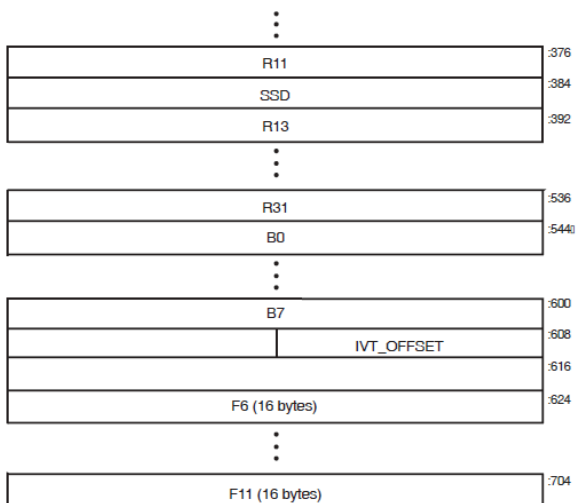 R11 :376
SSD :384
R13 :392
R31 :536
B0 :544
B7 :600
IVT_OFFSET :608
:616
F6 (16 bytes) :624
F11 (16 bytes) :704